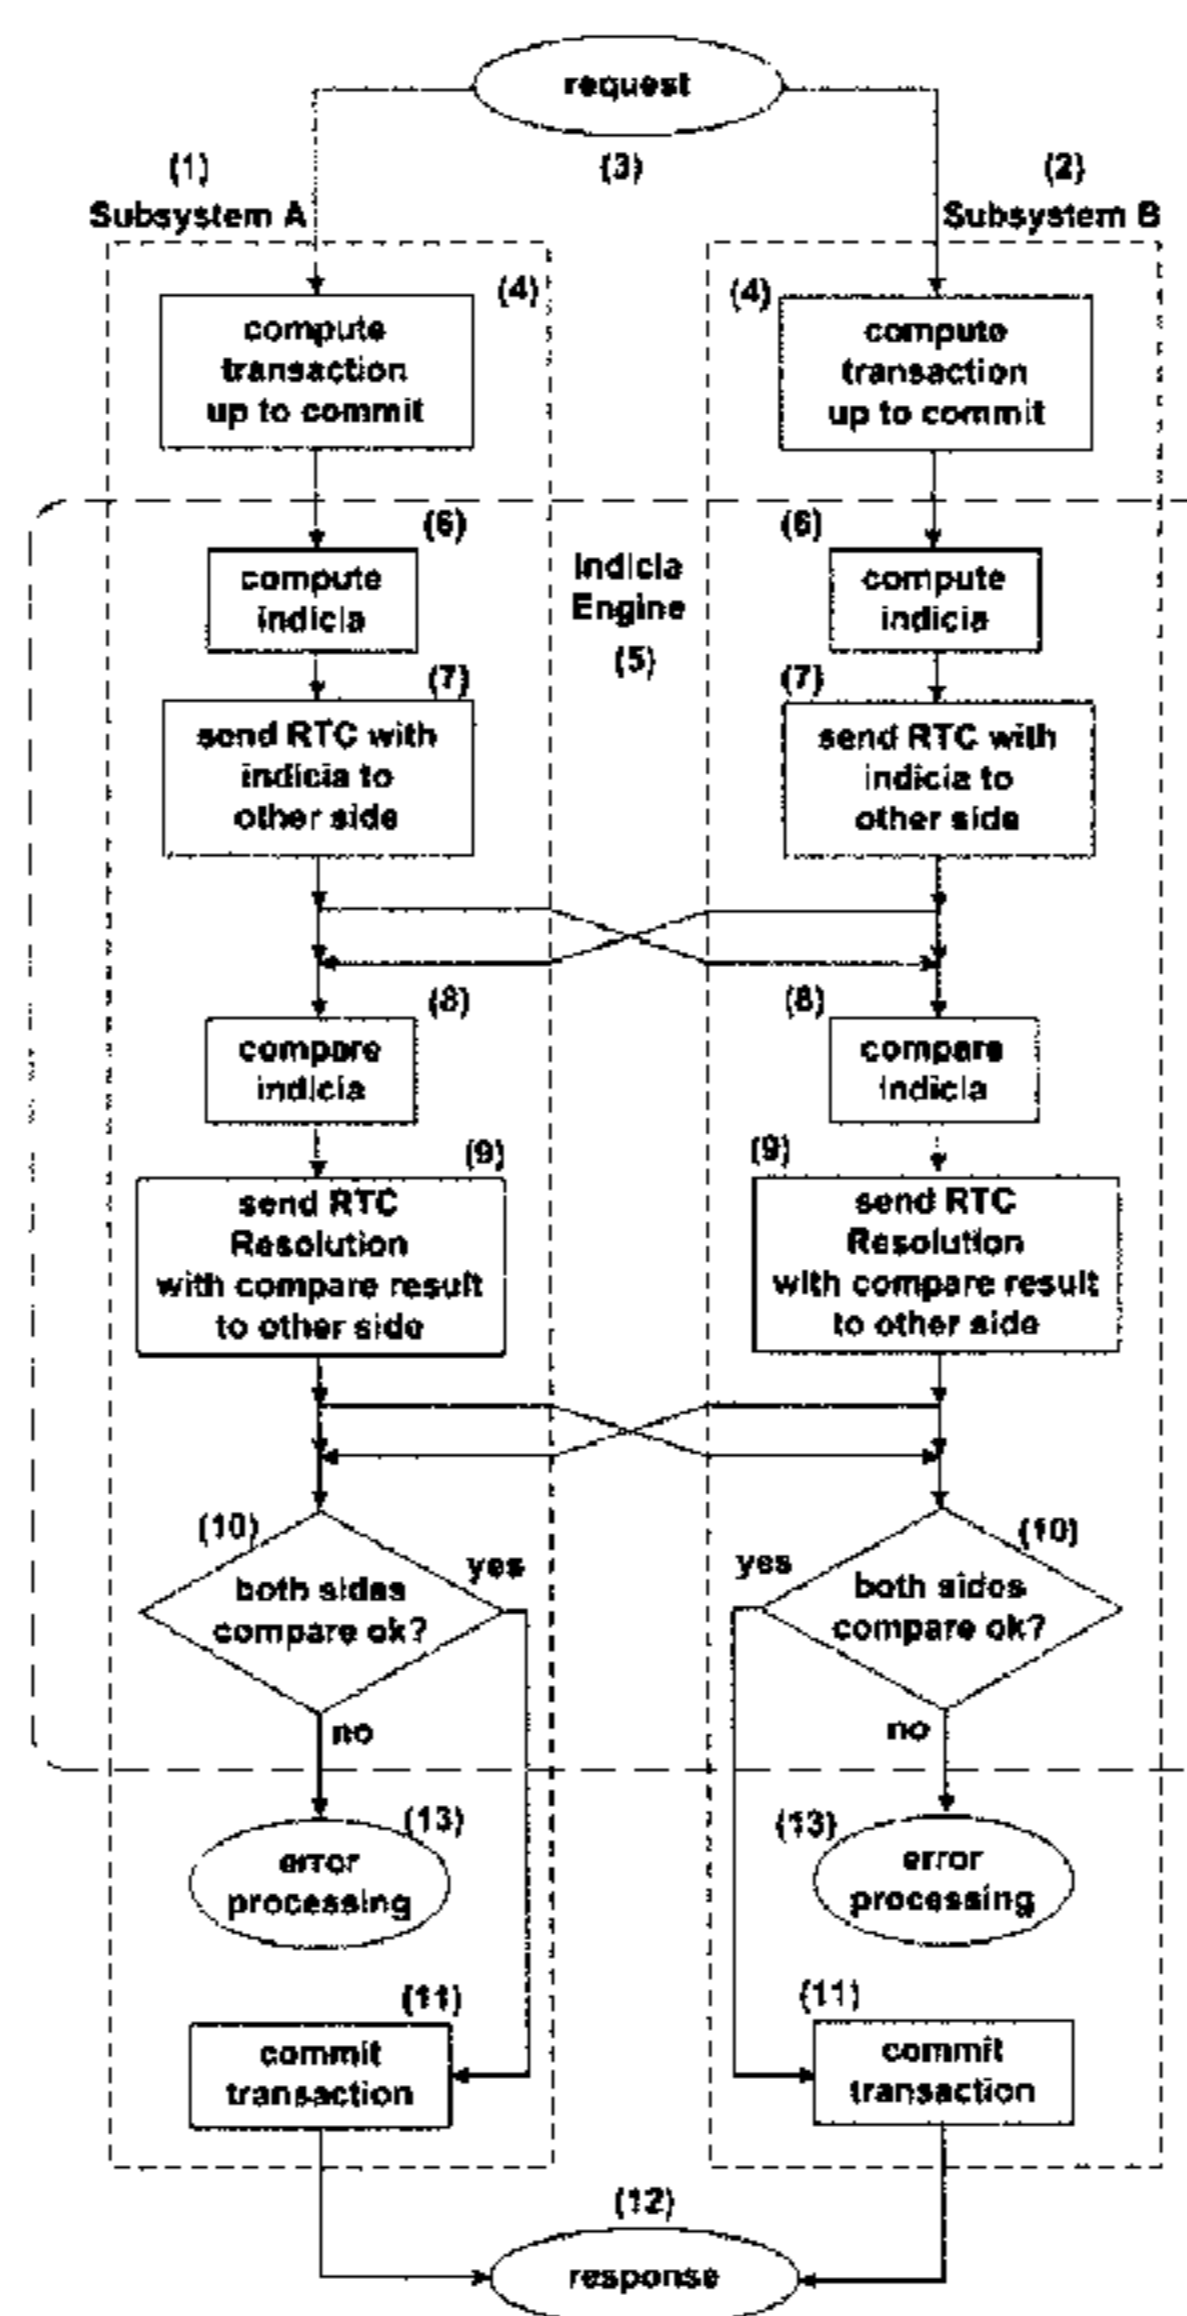 request
(3)
(1)
Subsystem A
(2)
Subsystem B
(4)
compute
transaction
up to commit
(4)
compute
transaction
up to commit
Indicia
Engine
(5)
(6)
compute
indicia
(6)
compute
indicia
(7)
send RTC with
indicia to
other side
(7)
send RTC with
indicia to
other side
(8)
compare
indicia
(8)
compare
indicia
(9)
send RTC
Resolution
with compare result
to other side
(9)
send RTC
Resolution
with compare result
to other side
(10)
both sides
compare ok?
yes
no
(10)
both sides
compare ok?
yes
no
(13)
error
processing
(13)
error
processing
(11)
commit
transaction
(11)
commit
transaction
(12)
response